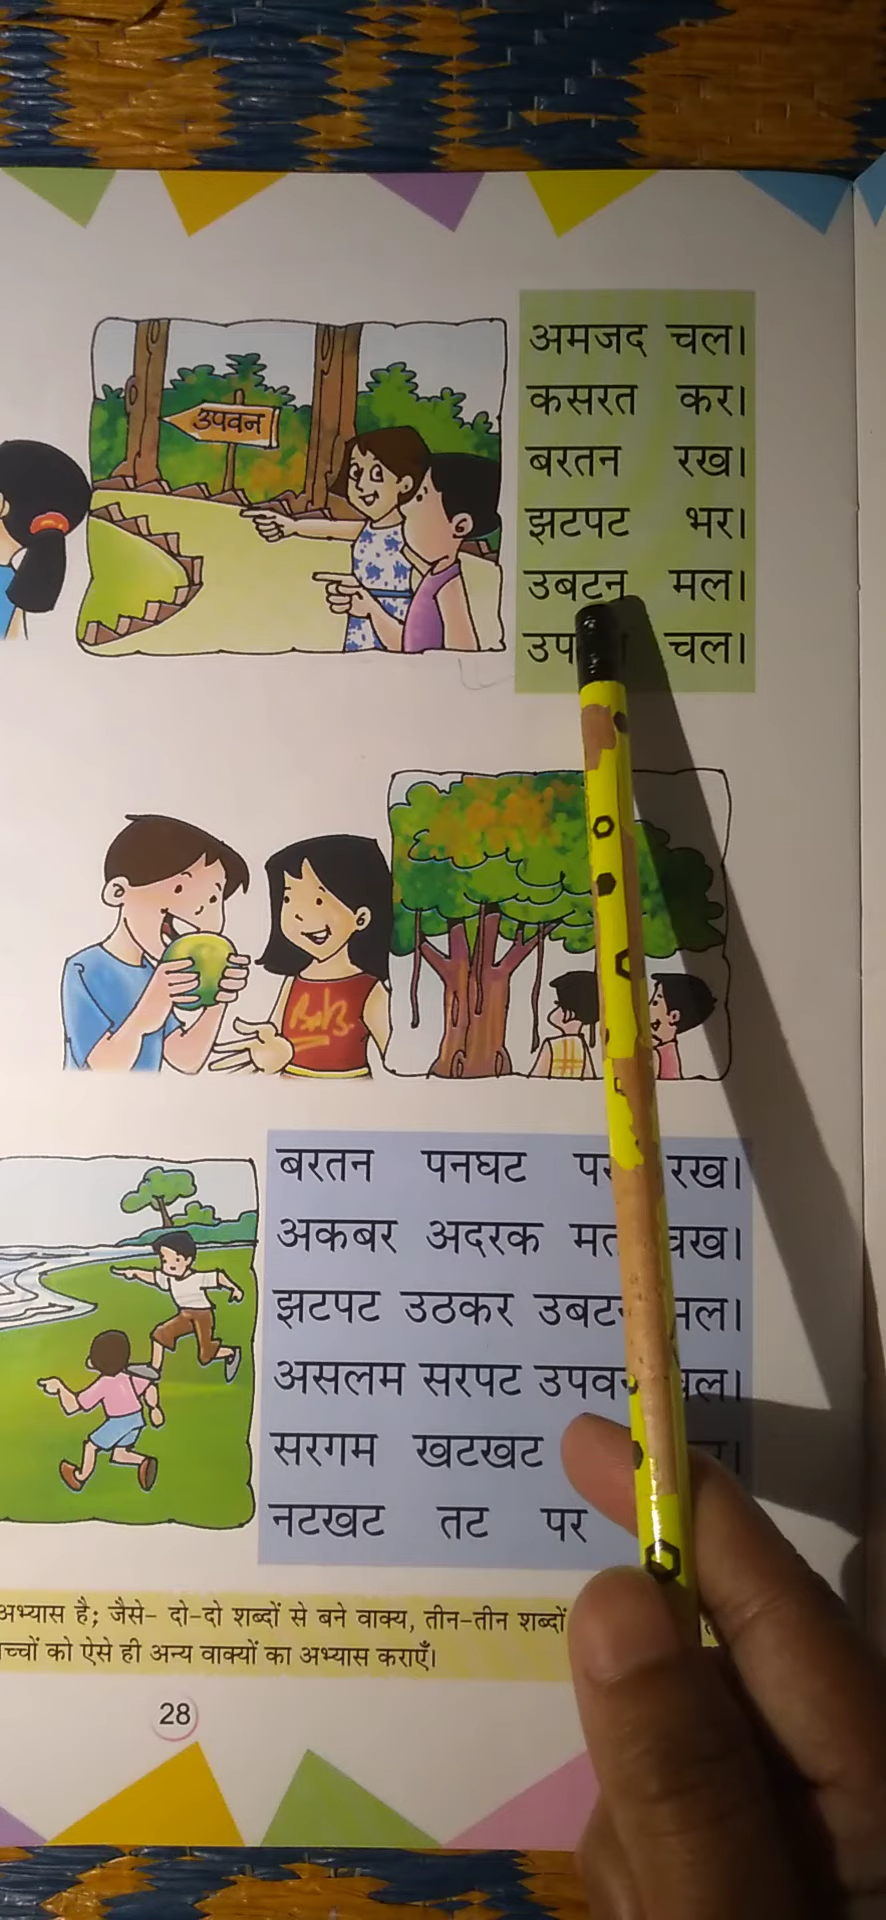 उपवन
अमजद चल।
कसरत कर।
बरतन रख।
झटपट भर।
उबटन मल।
चल।
बरतन पनघट रख।
अकबर अदरक
झटपट उठकर
असलम सरपट
सरगम खटखट
नटखट तट पर
अभ्यास है; जैसे- दो-दो शब्दों से बने वाक्य, तीन-तीन शब्दों
को ऐसे ही अन्य वाक्यों का अभ्यास कराएँ।
28